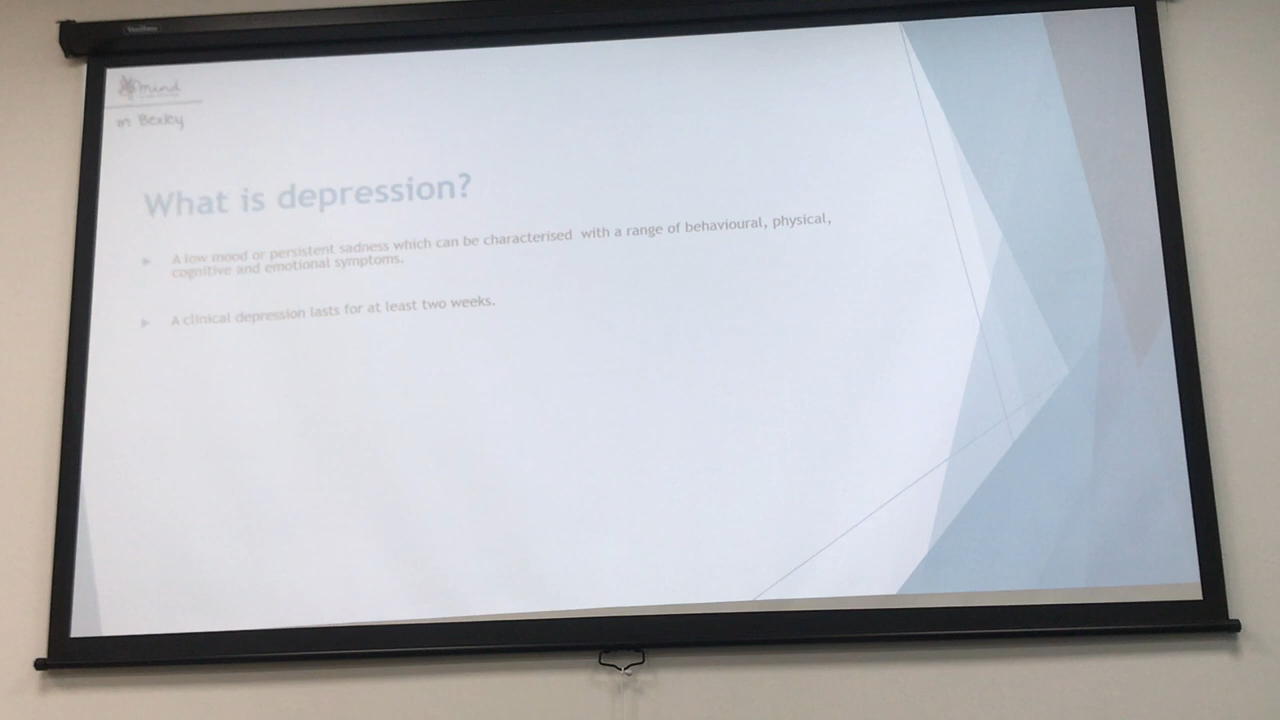 mind
in Bexley
What is depression?
A low mood or persistent sadness which can be characterised with a range of behavioural, physical,
cognitive and emotional symptoms.
A clinical depression lasts for at least two weeks.